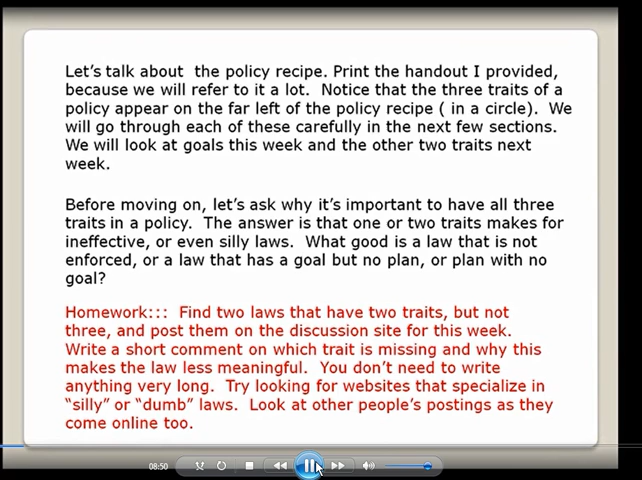 Let's talk about the policy recipe. Print the handout I provided,
because we will refer to it a lot. Notice that the three traits of a
policy appear on the far left of the policy recipe ( in a circle). We
will go through each of these carefully in the next few sections.
We will look at goals this week and the other two traits next
week.
Before moving on, let's ask why it's important to have all three
traits in a policy. The answer is that one or two traits makes for
ineffective, or even silly laws. What good is a law that is not
enforced, or a law that has a goal but no plan, or plan with no
goal?
Homework::: Find two laws that have two traits, but not
three, and post them on the discussion site for this week.
Write a short comment on which trait is missing and why this
makes the law less meaningful. You don't need to write
anything very long. Try looking for websites that specialize in
“silly” or “dumb” laws. Look at other people's postings as they
come online too.
08:50